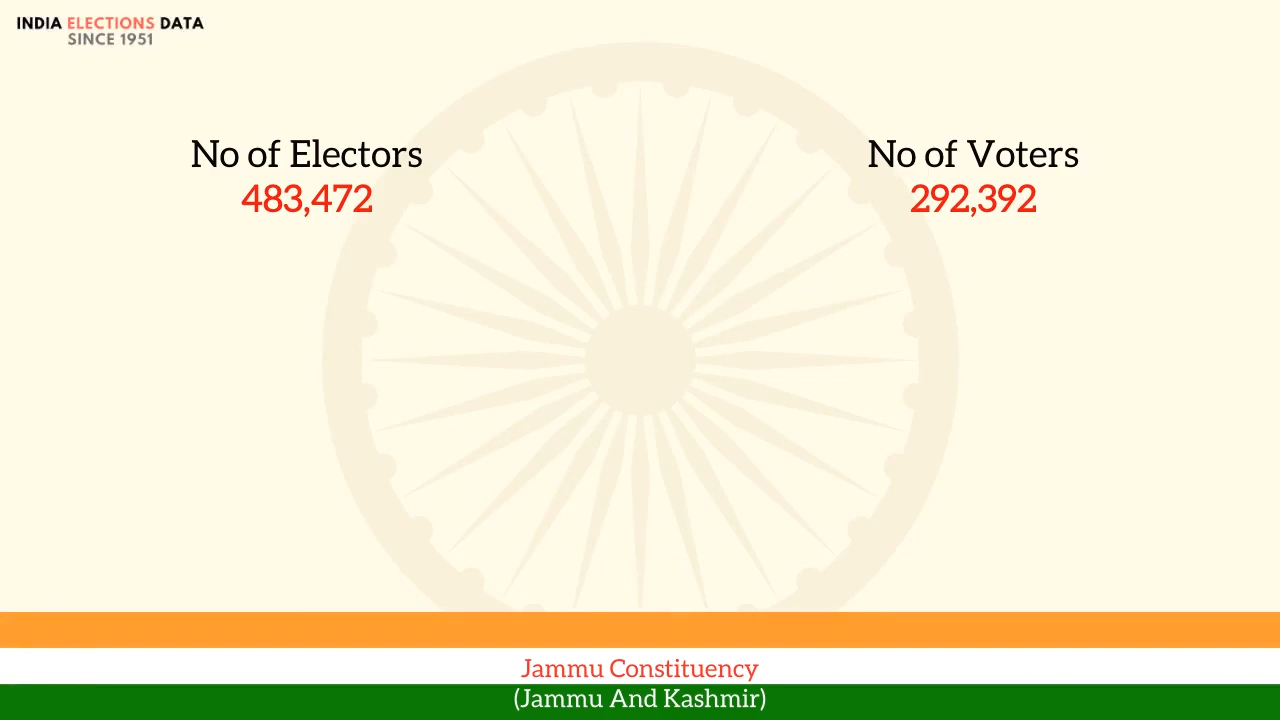 INDIA ELECTIONS DATA
SINCE 1951
No of Electors
483,472
No of Voters
292,392
Jammu Constituency
(Jammu And Kashmir)